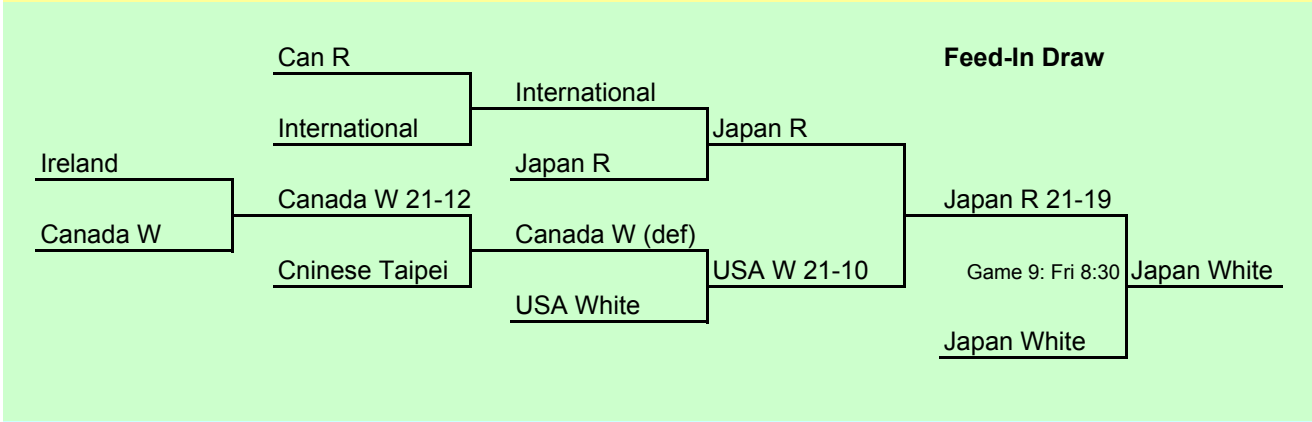 Can R
Feed-In Draw
International
International
Japan R
Ireland
Japan R
Canada W 21-12
Japan R 21-19
Canada W
Canada W (def)
Cninese Taipei
USA W 21-10
Game 9: Fri 8:30
Japan White
USA White
Japan White